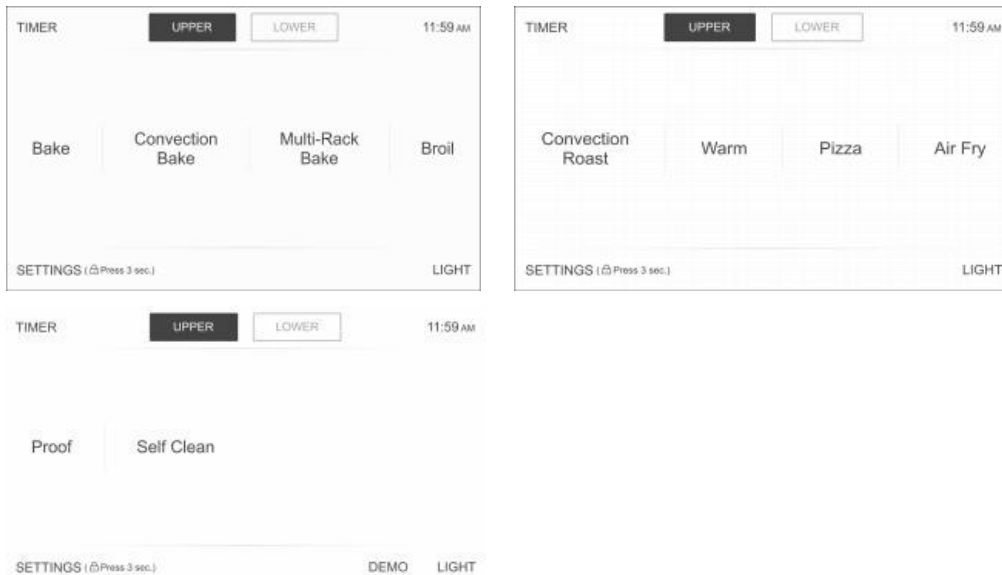 TIMER UPPER LOWER 11:59 AM
Bake Convection Bake Multi-Rack Bake Broil
SETTINGS ( Press 3 sec.) LIGHT
TIMER UPPER LOWER 11:59 AM
Convection Roast Warm Pizza Air Fry
SETTINGS ( Press 3 sec.) LIGHT
TIMER UPPER LOWER 11:59 AM
Proof Self Clean
SETTINGS ( Press 3 sec.) DEMO LIGHT